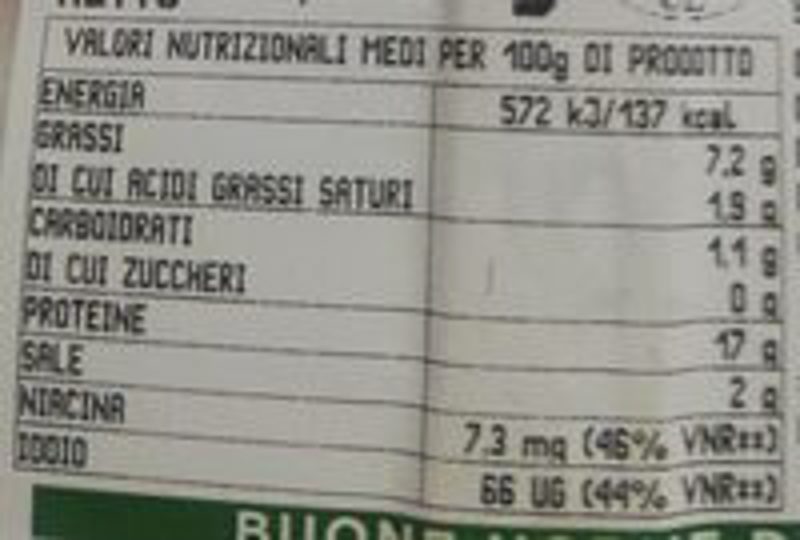 VALORI NUTRIZIONALI MEDI PER 100g DI PRODOTTO
ENERGIA 572 kJ/137 kcal
GRASSI 7,2 g
DI CUI ACIDI GRASSI SATURI 1,9 g
CARBOIDRATI 1,1 g
DI CUI ZUCCHERI 0 g
PROTEINE 17 g
SALE 2 g
NIACINA 7,3 mg (46% VNR**)
IODIO 66 UG (44% VNR**)